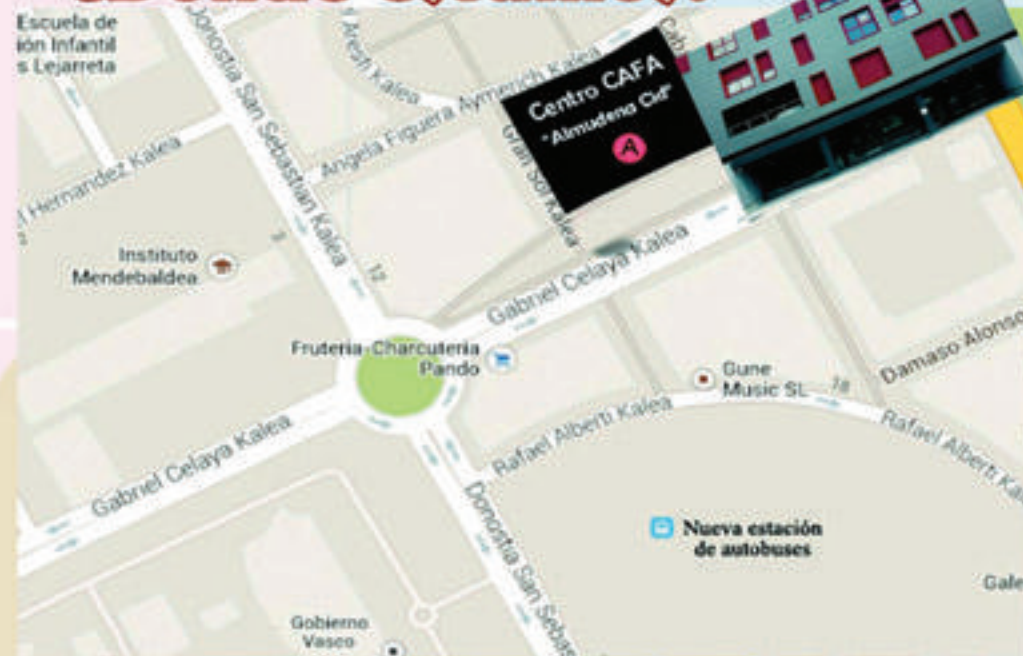 Escuela de
ión Infantil
s Lejarreta
Donostia San Sebastian Kalea
Aresti Kalea
Angela Figuera Aymerich Kalea
Centro CAFA
"Almudena Cid"
A
Gran Sol Kalea
Hernandez Kalea
Instituto
Mendebaldea
12
Gabriel Celaya Kalea
Fruteria-Charcuteria
Pando
Gune
Music SL
18
Damaso Alonso
Rafael Alberti Kalea
Rafael Alberti Ka
Gabriel Celaya Kalea
Donostia San Sebas
Nueva estación
de autobuses
Gale
Gobierno
Vasco